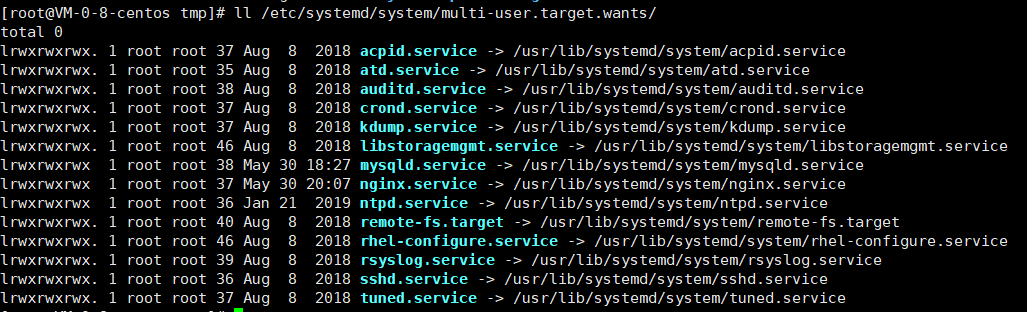 [root@VM-0-8-centos tmp]# ll /etc/systemd/system/multi-user.target.wants/
total 0
lrwxrwxrwx. 1 root root 37 Aug  8  2018 acpid.service -> /usr/lib/systemd/system/acpid.service
lrwxrwxrwx. 1 root root 35 Aug  8  2018 atd.service -> /usr/lib/systemd/system/atd.service
lrwxrwxrwx. 1 root root 38 Aug  8  2018 auditd.service -> /usr/lib/systemd/system/auditd.service
lrwxrwxrwx. 1 root root 37 Aug  8  2018 crond.service -> /usr/lib/systemd/system/crond.service
lrwxrwxrwx. 1 root root 37 Aug  8  2018 kdump.service -> /usr/lib/systemd/system/kdump.service
lrwxrwxrwx. 1 root root 46 Aug  8  2018 libstoragemgmt.service -> /usr/lib/systemd/system/libstoragemgmt.service
lrwxrwxrwx  1 root root 38 May 30 18:27 mysqld.service -> /usr/lib/systemd/system/mysqld.service
lrwxrwxrwx  1 root root 37 May 30 20:07 nginx.service -> /usr/lib/systemd/system/nginx.service
lrwxrwxrwx  1 root root 36 Jan 21  2019 ntpd.service -> /usr/lib/systemd/system/ntpd.service
lrwxrwxrwx. 1 root root 40 Aug  8  2018 remote-fs.target -> /usr/lib/systemd/system/remote-fs.target
lrwxrwxrwx. 1 root root 46 Aug  8  2018 rhel-configure.service -> /usr/lib/systemd/system/rhel-configure.service
lrwxrwxrwx. 1 root root 39 Aug  8  2018 rsyslog.service -> /usr/lib/systemd/system/rsyslog.service
lrwxrwxrwx. 1 root root 36 Aug  8  2018 sshd.service -> /usr/lib/systemd/system/sshd.service
lrwxrwxrwx. 1 root root 37 Aug  8  2018 tuned.service -> /usr/lib/systemd/system/tuned.service
[root@VM-0-8-centos tmp]#